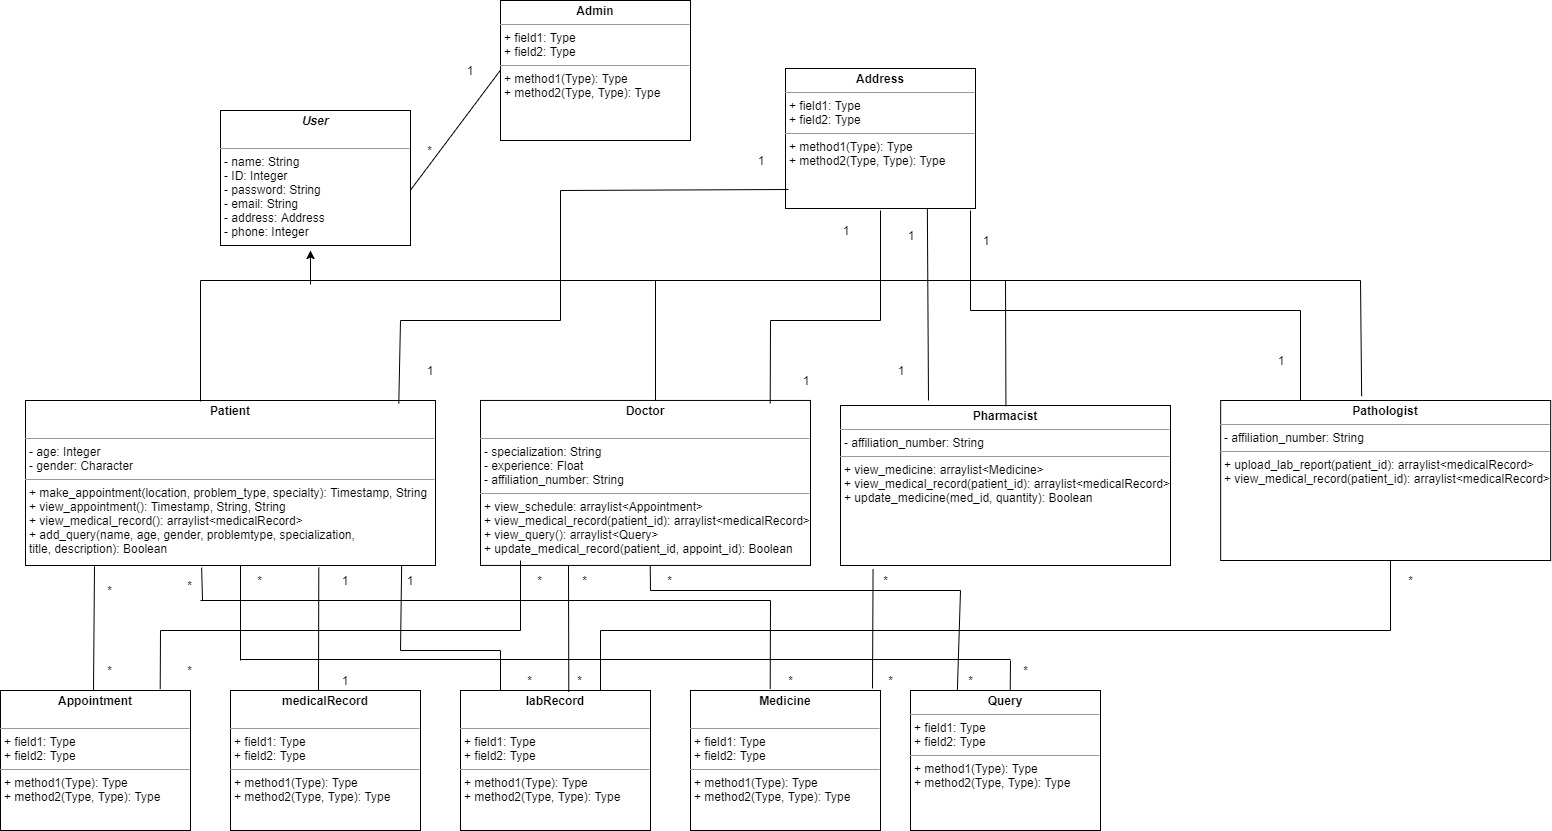 Admin
+ field1: Type
+ field2: Type
+ method1(Type): Type
+ method2(Type, Type): Type
1
*
User
- name: String
- ID: Integer
- password: String
- email: String
- address: Address
- phone: Integer
Address
+ field1: Type
+ field2: Type
+ method1(Type): Type
+ method2(Type, Type): Type
1
1
1
1
1
1
1
1
Patient
- age: Integer
- gender: Character
+ make_appointment(location, problem_type, specialty): Timestamp, String
+ view_appointment(): Timestamp, String, String
+ view_medical_record(): arraylist<medicalRecord>
+ add_query(name, age, gender, problemtype, specialization,
title, description): Boolean
Doctor
- specialization: String
- experience: Float
- affiliation_number: String
+ view_schedule: arraylist<Appointment>
+ view_medical_record(patient_id): arraylist<medicalRecord>
+ view_query(): arraylist<Query>
+ update_medical_record(patient_id, appoint_id): Boolean
Pharmacist
- affiliation_number: String
+ view_medicine: arraylist<Medicine>
+ view_medical_record(patient_id): arraylist<medicalRecord>
+ update_medicine(med_id, quantity): Boolean
Pathologist
- affiliation_number: String
+ upload_lab_report(patient_id): arraylist<medicalRecord>
+ view_medical_record(patient_id): arraylist<medicalRecord>
*
*
*
1
1
*
*
*
*
*
*
*
1
*
*
*
*
*
*
Appointment
+ field1: Type
+ field2: Type
+ method1(Type): Type
+ method2(Type, Type): Type
medicalRecord
+ field1: Type
+ field2: Type
+ method1(Type): Type
+ method2(Type, Type): Type
labRecord
+ field1: Type
+ field2: Type
+ method1(Type): Type
+ method2(Type, Type): Type
Medicine
+ field1: Type
+ field2: Type
+ method1(Type): Type
+ method2(Type, Type): Type
Query
+ field1: Type
+ field2: Type
+ method1(Type): Type
+ method2(Type, Type): Type